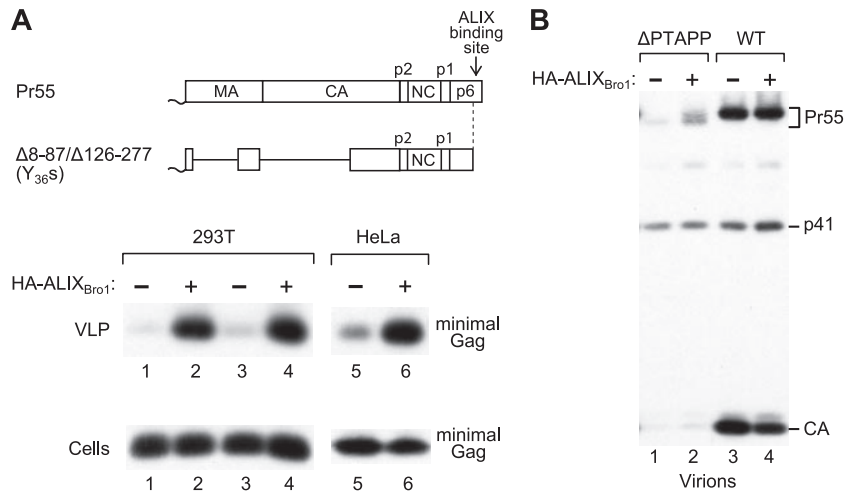 A
ALIX
binding
site
p2 p1
Pr55 MA CA NC p6
p2 p1
Δ8-87/Δ126-277
(Y36s)
NC
293T HeLa
HA-ALIXBro1: – + – + – +
VLP minimal
Gag
1 2 3 4 5 6
Cells minimal
Gag
1 2 3 4 5 6
B
ΔPTAPP WT
HA-ALIXBro1: – + – +
Pr55
p41
CA
1 2 3 4
Virions